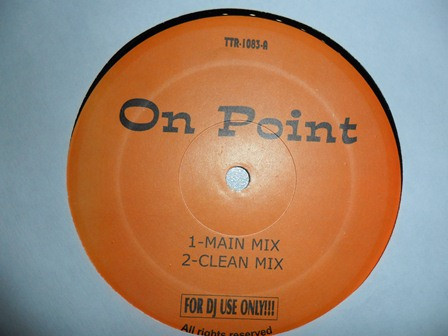 TTR-1083-A
On Point
1-MAIN MIX
2-CLEAN MIX
FOR DJ USE ONLY!!!
All rights reserved